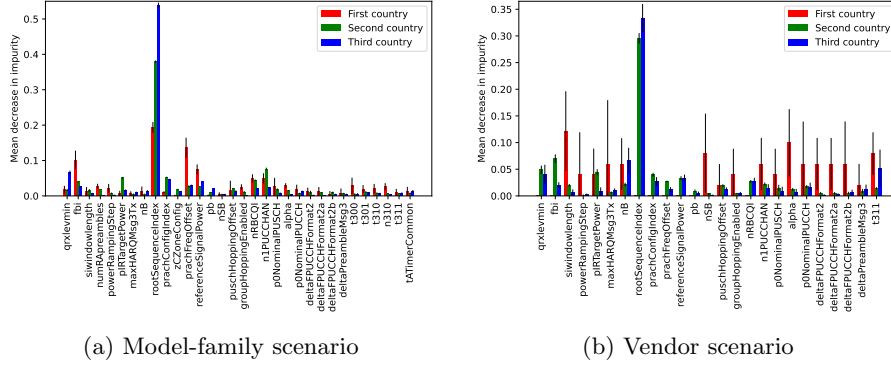 First country
Second country
Third country
Mean decrease in impurity
0.5
0.4
0.3
0.2
0.1
0.0
qrxlevmin
fbi
siwindowlength
numRApreambles
powerRampingStep
pIRTargetPower
maxHARQMsg3Tx
nB
rootSequenceIndex
prachConfigIndex
zCZoneConfig
prachFreqOffset
referenceSignalPower
pb
nSB
puschHoppingOffset
groupHoppingEnabled
nRBCQI
n1PUCCHAN
p0NominalPUSCH
alpha
p0NominalPUCCH
deltaFPUCCHFormat2
deltaFPUCCHFormat2a
deltaFPUCCHFormat2b
deltaPreambleMsg3
t300
t301
t310
n310
t311
tATimerCommon
(a) Model-family scenario
First country
Second country
Third country
Mean decrease in impurity
0.35
0.30
0.25
0.20
0.15
0.10
0.05
0.00
qrxlevmin
fbi
siwindowlength
powerRampingStep
pIRTargetPower
maxHARQMsg3Tx
nB
rootSequenceIndex
prachConfigIndex
prachFreqOffset
referenceSignalPower
pb
nSB
puschHoppingOffset
groupHoppingEnabled
nRBCQI
n1PUCCHAN
p0NominalPUSCH
alpha
p0NominalPUCCH
deltaFPUCCHFormat2
deltaFPUCCHFormat2a
deltaFPUCCHFormat2b
deltaPreambleMsg3
t311
(b) Vendor scenario